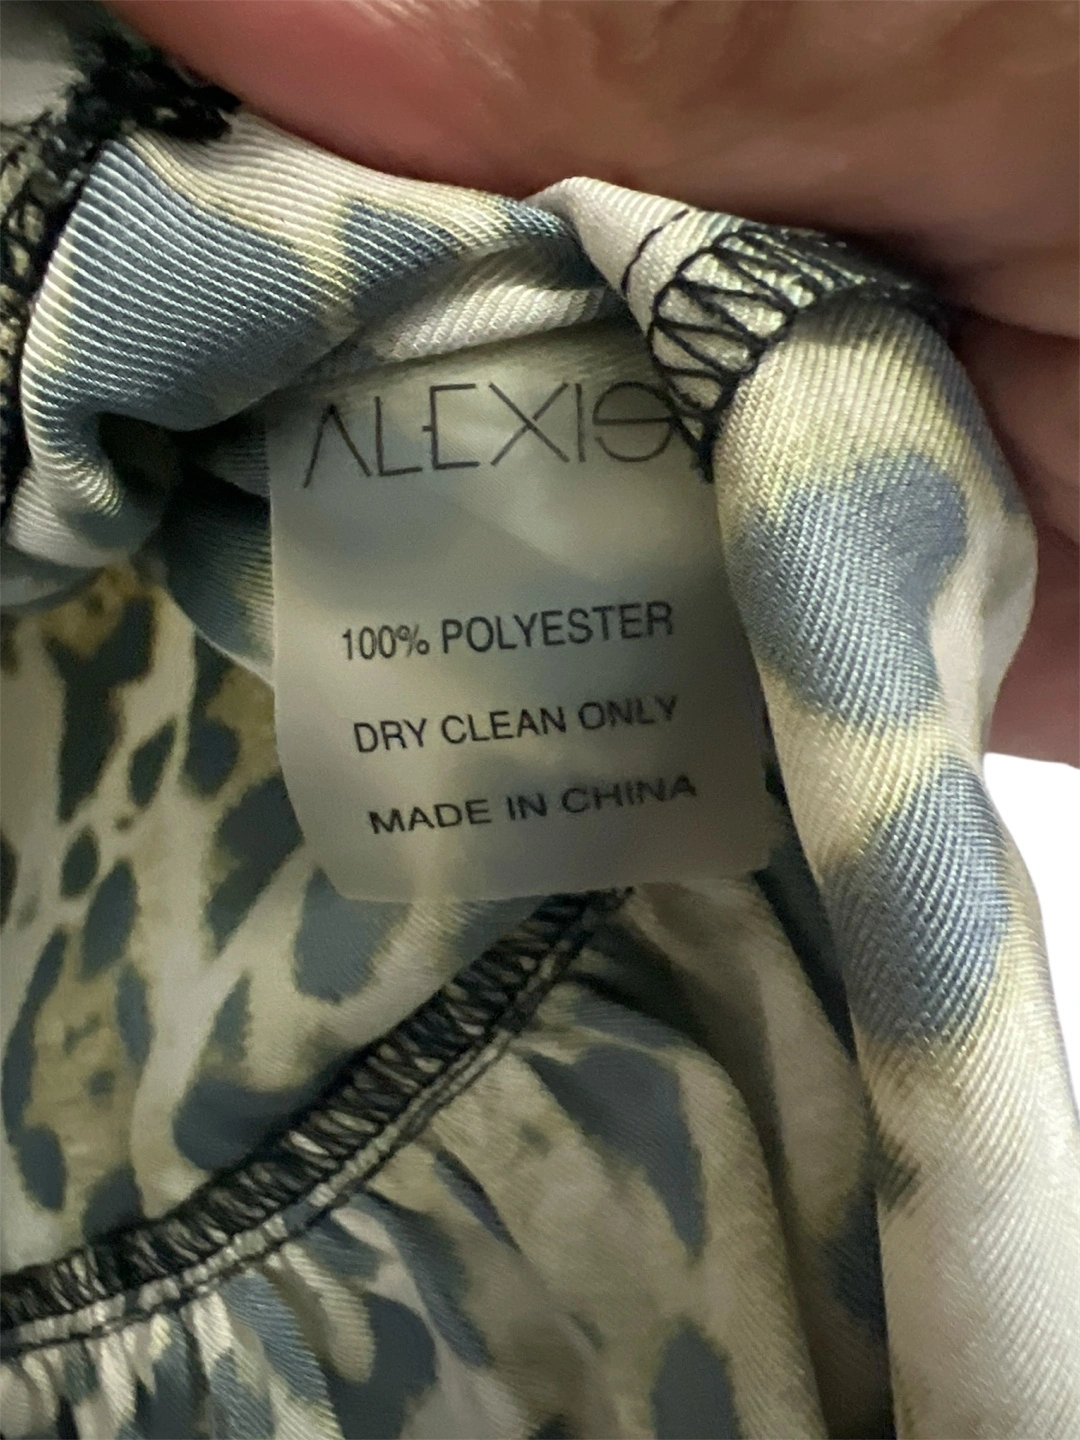 ALEXIS
100% POLYESTER
DRY CLEAN ONLY
MADE IN CHINA